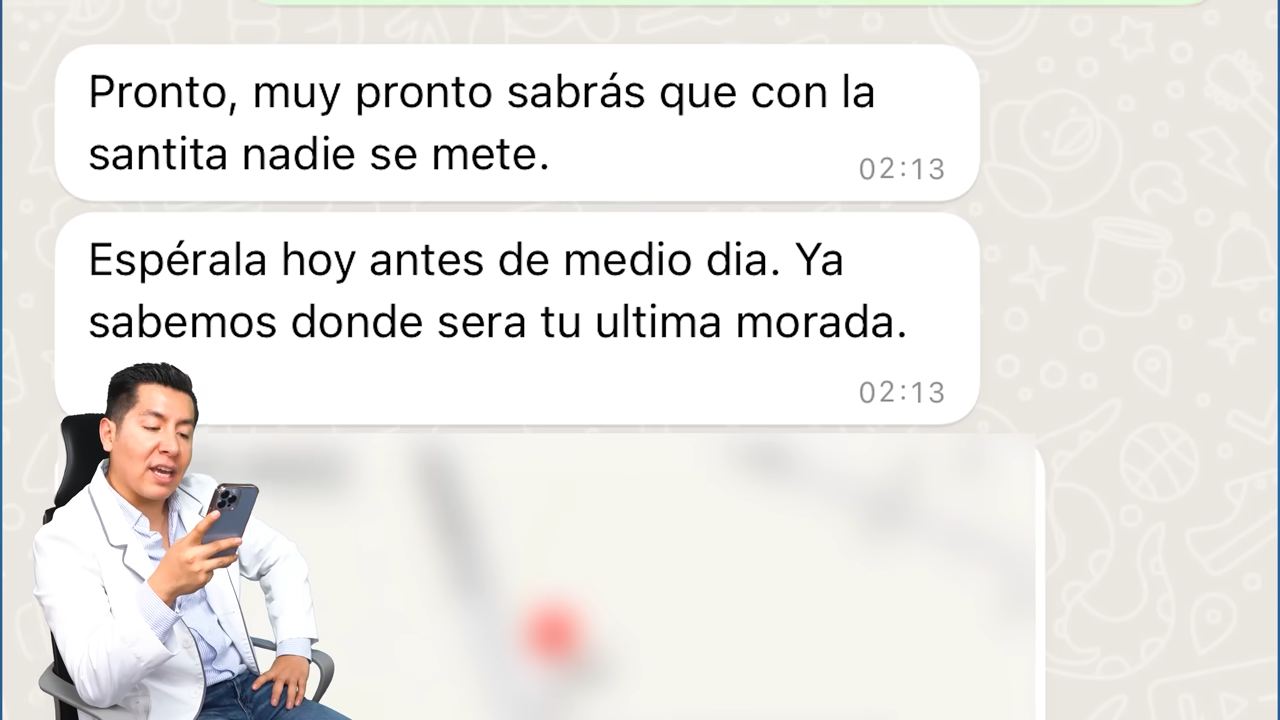 Pronto, muy pronto sabrás que con la
santita nadie se mete.
02:13
Espérala hoy antes de medio dia. Ya
sabemos donde sera tu ultima morada.
02:13